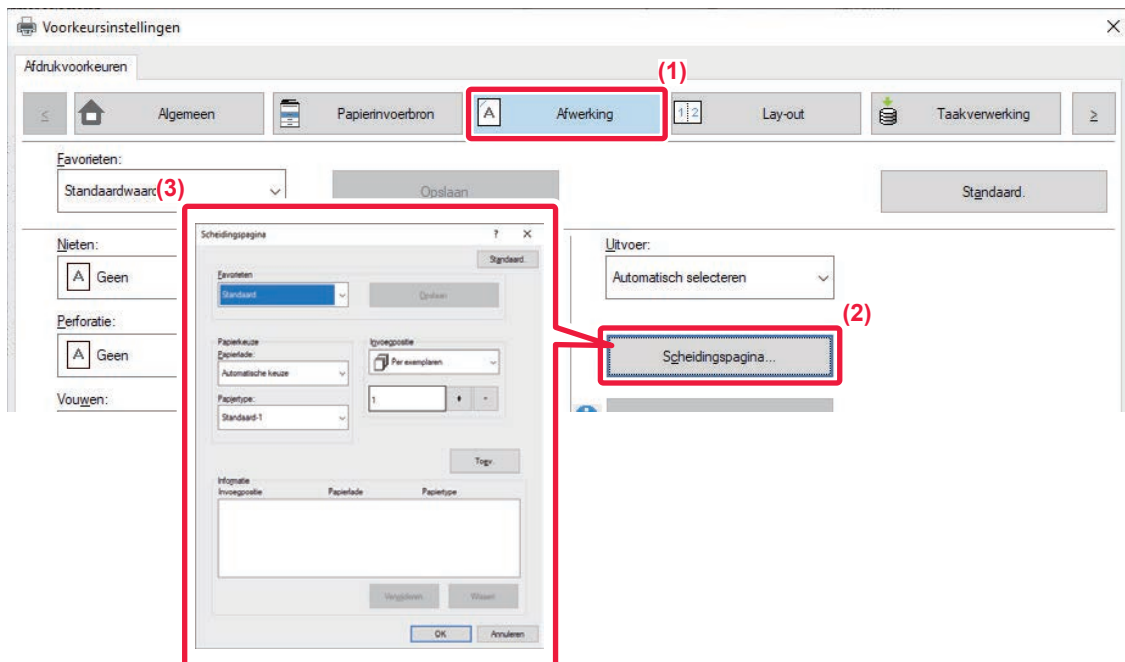 Voorkeursinstellingen
Afdrukvoorkeuren
(1)
≤ Algemeen Papierinvoerbron A Afwerking 1 2 Lay-out Taakverwerking ≥
Favorieten:
Standaardwaard
(3)
Opslaan
Standaard.
Nieten:
A Geen
Perforatie:
A Geen
Vouwen:
Uitvoer:
Automatisch selecteren
(2)
Scheidingspagina...
Scheidingspagina ? ×
Standaard.
Favorieten
Standaard
Opslaan
Papierkeuze
Papierlade:
Automatische keuze
Papiertype:
Standaard-1
Invoegpositie
Per exemplaren
1
Toev.
Informatie
Invoegpositie Papierlade Papiertype
Wissen
OK Annuleren